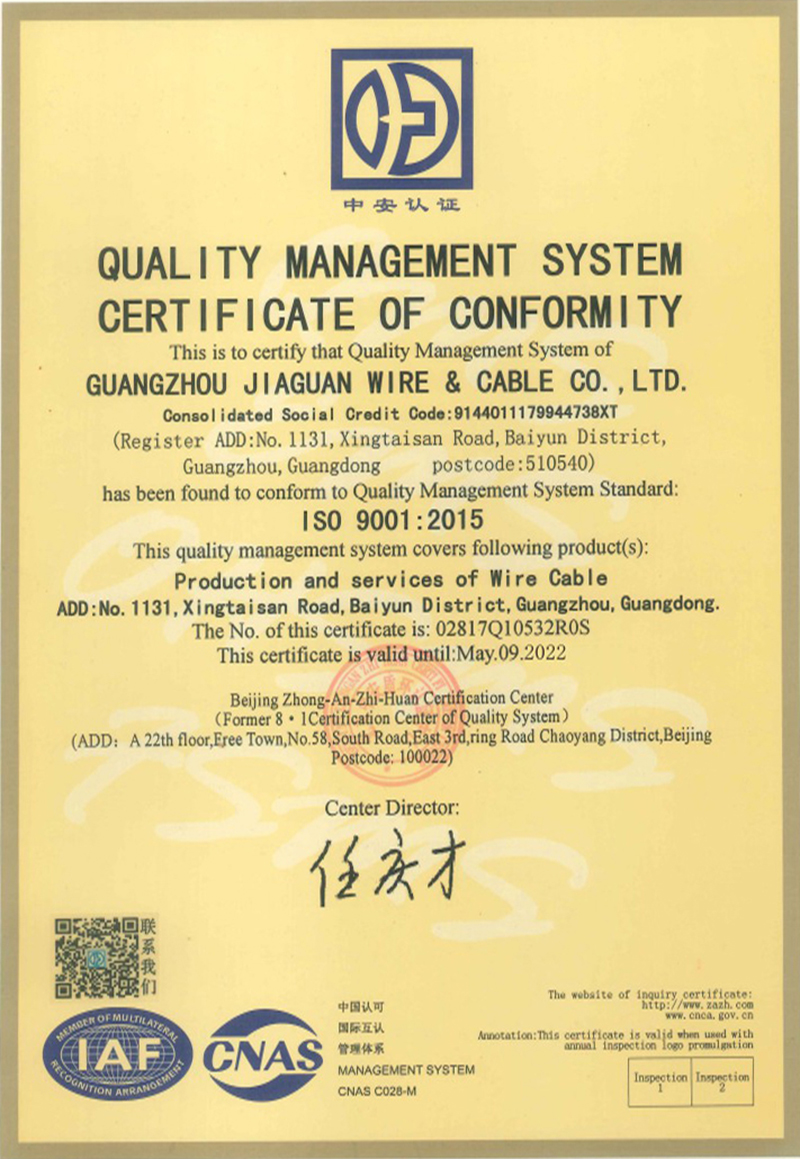 中安认证
QUALITY MANAGEMENT SYSTEM
CERTIFICATE OF CONFORMITY
This is to certify that Quality Management System of
GUANGZHOU JIAGUAN WIRE & CABLE CO.,LTD.
Consolidated Social Credit Code:9144011179944738XT
(Register ADD:No.1131,Xingtaisan Road,Baiyun District,
Guangzhou,Guangdong postcode:510540)
has been found to conform to Quality Management System Standard:
ISO 9001:2015
This quality management system covers following product(s):
Production and services of Wire Cable
ADD:No.1131,Xingtaisan Road,Baiyun District,Guangzhou,Guangdong.
The No. of this certificate is: 02817Q10532R0S
This certificate is valid until:May.09.2022
Beijing Zhong-An-Zhi-Huan Certification Center
(Former 8·1Certification Center of Quality System)
(ADD: A 22th floor,Eree Town,No.58,South Road,East 3rd,ring Road Chaoyang District,Beijing
Postcode: 100022)
Center Director:
任庆才
联系我们
MEMBER OF MULTILATERAL
IAF
RECOGNITION ARRANGEMENT
CNAS
中国认可
国际互认
管理体系
MANAGEMENT SYSTEM
CNAS C028-M
The website of inquiry certificate:
http://www.zazh.com
www.cnca.gov.cn
Annotation:This certificate is valid when used with
annual inspection logo promulgation
Inspection 1
Inspection 2